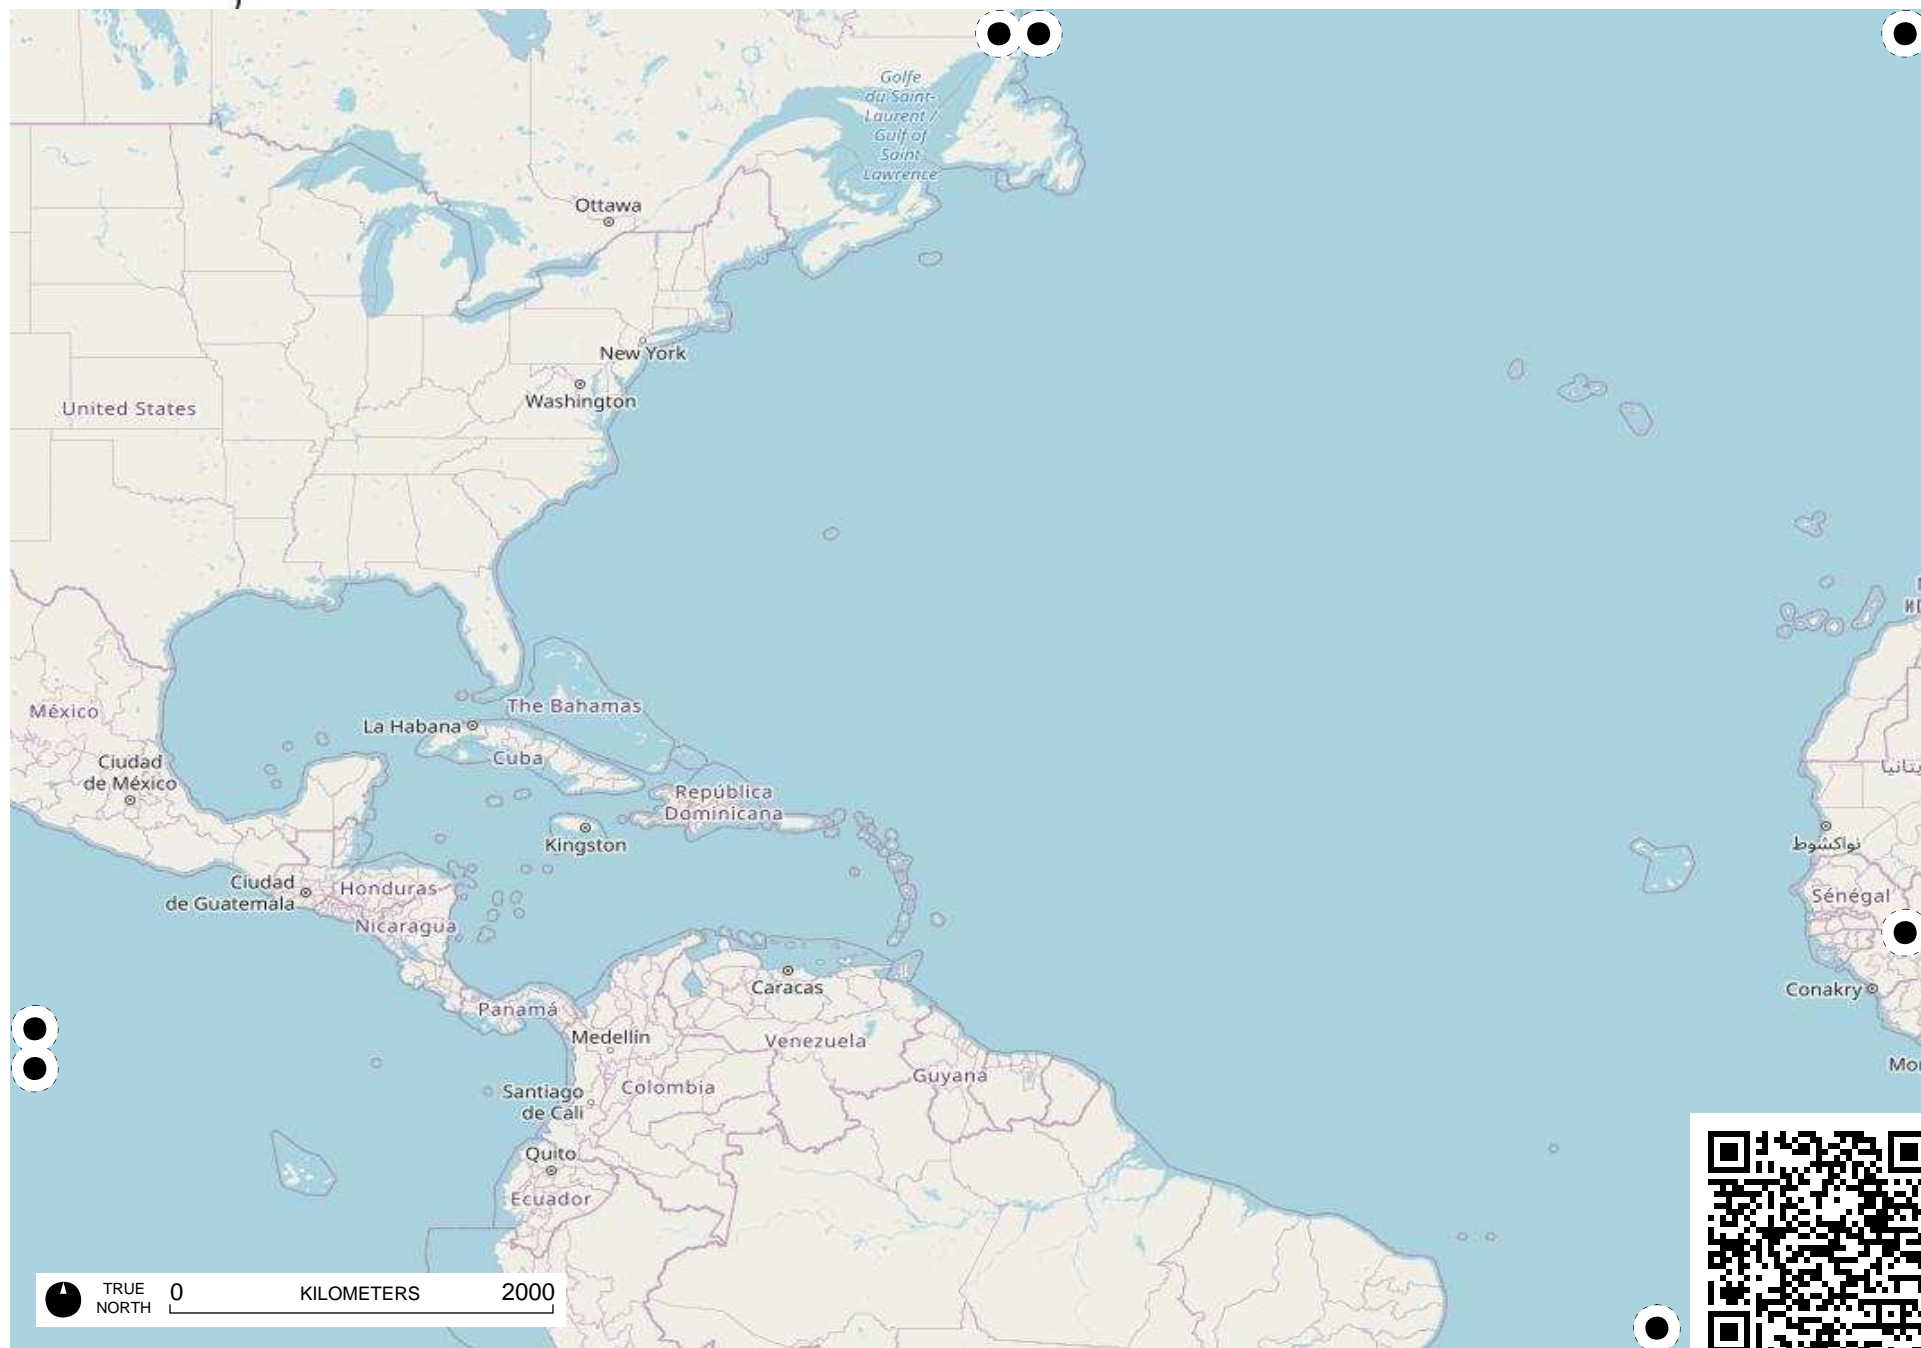 Golfe
du Saint-
Laurent /
Gulf of
Saint
Lawrence
Ottawa
New York
Washington
United States
México
Ciudad
de México
La Habana
The Bahamas
Cuba
República
Dominicana
Kingston
Ciudad
de Guatemala
Honduras
Nicaragua
نواكشوط
Sénégal
Conakry
Caracas
Panamá
Medellín
Venezuela
Guyana
Colombia
Santiago
de Cali
Quito
Ecuador
TRUE
NORTH
0 KILOMETERS 2000